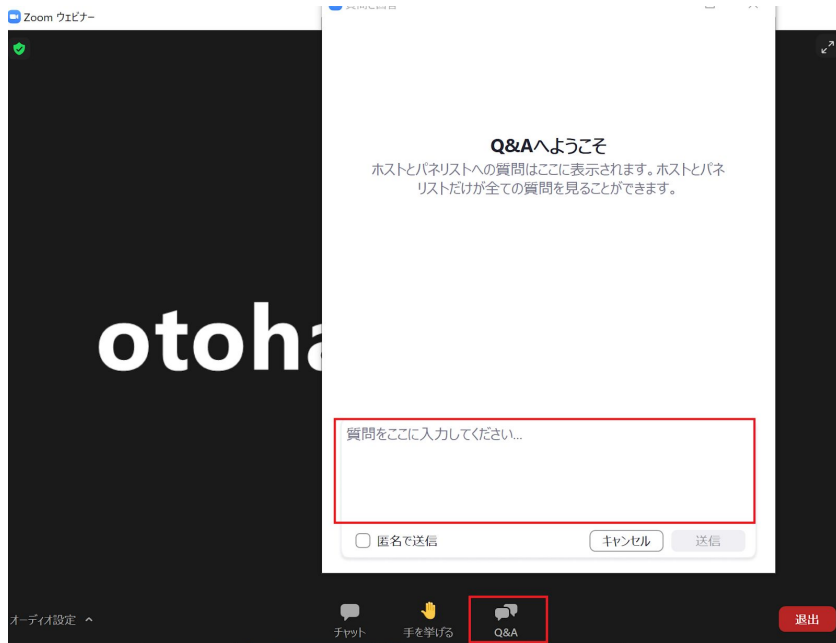 Zoom ウェビナー
質問と回答
Q&Aへようこそ
ホストとパネリストへの質問はここに表示されます。ホストとパネ
リストだけが全ての質問を見ることができます。
otoha
質問をここに入力してください...
匿名で送信
キャンセル
送信
オーディオ設定
チャット
手を挙げる
Q&A
退出